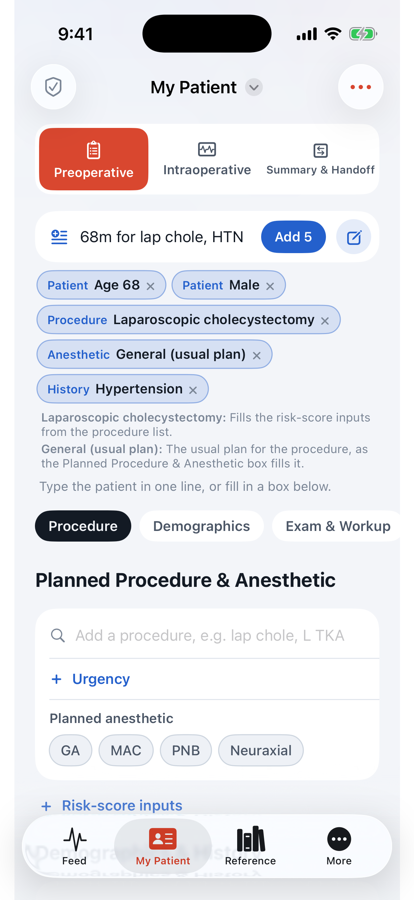 9:41
My Patient
Preoperative
Intraoperative
Summary & Handoff
68m for lap chole, HTN
Add 5
Patient Age 68 ×
Patient Male ×
Procedure Laparoscopic cholecystectomy ×
Anesthetic General (usual plan) ×
History Hypertension ×
Laparoscopic cholecystectomy: Fills the risk-score inputs
from the procedure list.
General (usual plan): The usual plan for the procedure, as
the Planned Procedure & Anesthetic box fills it.
Type the patient in one line, or fill in a box below.
Procedure
Demographics
Exam & Workup
Planned Procedure & Anesthetic
Add a procedure, e.g. lap chole, L TKA
+ Urgency
Planned anesthetic
GA
MAC
PNB
Neuraxial
+ Risk-score inputs
Feed
My Patient
Reference
More